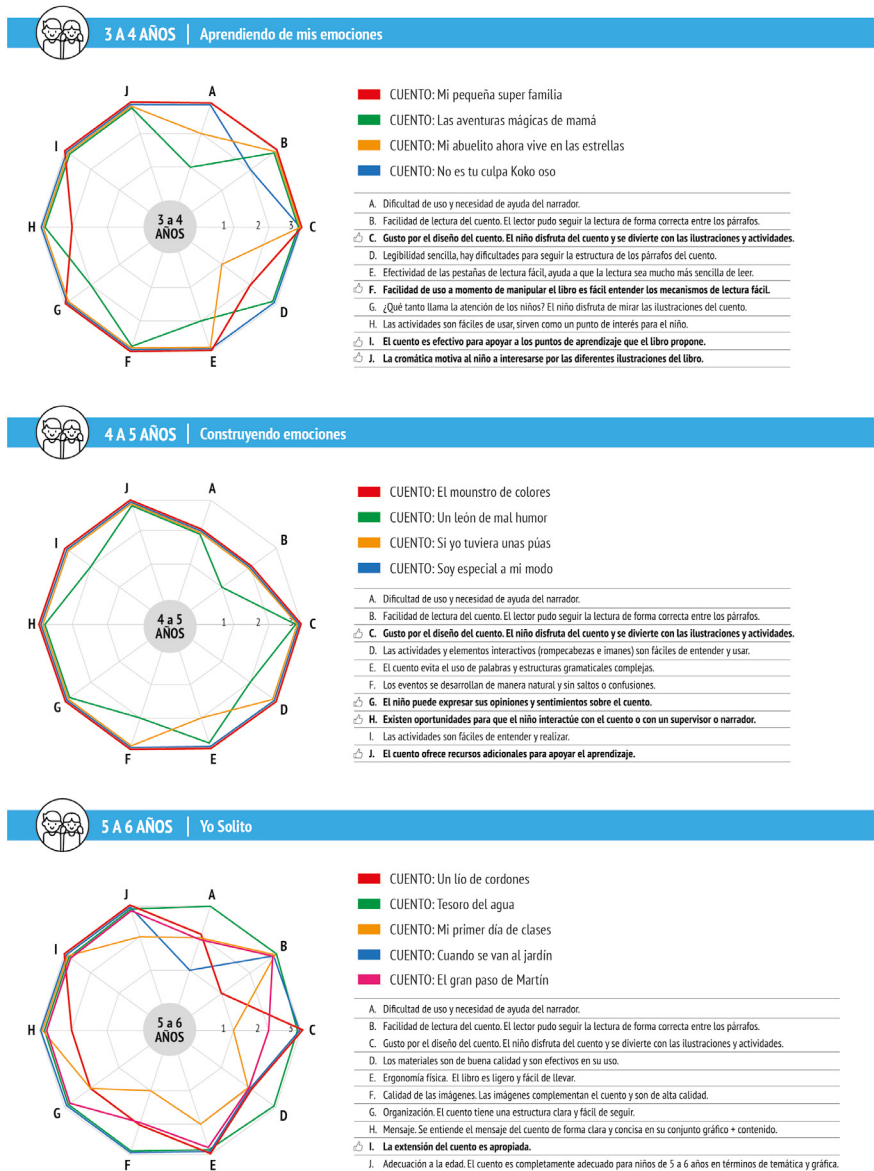 3 A 4 AÑOS | Aprendiendo de mis emociones
J
A
I
B
H
3 a 4
AÑOS
1
2
3
C
G
D
F
E
CUENTO: Mi pequeña super familia
CUENTO: Las aventuras mágicas de mamá
CUENTO: Mi abuelito ahora vive en las estrellas
CUENTO: No es tu culpa Koko oso
A. Dificultad de uso y necesidad de ayuda del narrador.
B. Facilidad de lectura del cuento. El lector pudo seguir la lectura de forma correcta entre los párrafos.
C. Gusto por el diseño del cuento. El niño disfruta del cuento y se divierte con las ilustraciones y actividades.
D. Legibilidad sencilla, hay dificultades para seguir la estructura de los párrafos del cuento.
E. Efectividad de las pestañas de lectura fácil, ayuda a que la lectura sea mucho más sencilla de leer.
F. Facilidad de uso a momento de manipular el libro es fácil entender los mecanismos de lectura fácil.
G. ¿Qué tanto llama la atención de los niños? El niño disfruta de mirar las ilustraciones del cuento.
H. Las actividades son fáciles de usar, sirven como un punto de interés para el niño.
I. El cuento es efectivo para apoyar a los puntos de aprendizaje que el libro propone.
J. La cromática motiva al niño a interesarse por las diferentes ilustraciones del libro.
4 A 5 AÑOS | Construyendo emociones
J
A
I
B
H
4 a 5
AÑOS
1
2
3
C
G
D
F
E
CUENTO: El mounstro de colores
CUENTO: Un león de mal humor
CUENTO: Si yo tuviera unas púas
CUENTO: Soy especial a mi modo
A. Dificultad de uso y necesidad de ayuda del narrador.
B. Facilidad de lectura del cuento. El lector pudo seguir la lectura de forma correcta entre los párrafos.
C. Gusto por el diseño del cuento. El niño disfruta del cuento y se divierte con las ilustraciones y actividades.
D. Las actividades y elementos interactivos (rompecabezas e imanes) son fáciles de entender y usar.
E. El cuento evita el uso de palabras y estructuras gramaticales complejas.
F. Los eventos se desarrollan de manera natural y sin saltos o confusiones.
G. El niño puede expresar sus opiniones y sentimientos sobre el cuento.
H. Existen oportunidades para que el niño interactúe con el cuento o con un supervisor o narrador.
I. Las actividades son fáciles de entender y realizar.
J. El cuento ofrece recursos adicionales para apoyar el aprendizaje.
5 A 6 AÑOS | Yo Solito
J
A
I
B
H
5 a 6
AÑOS
1
2
3
C
G
D
F
E
CUENTO: Un lío de cordones
CUENTO: Tesoro del agua
CUENTO: Mi primer día de clases
CUENTO: Cuando se van al jardín
CUENTO: El gran paso de Martín
A. Dificultad de uso y necesidad de ayuda del narrador.
B. Facilidad de lectura del cuento. El lector pudo seguir la lectura de forma correcta entre los párrafos.
C. Gusto por el diseño del cuento. El niño disfruta del cuento y se divierte con las ilustraciones y actividades.
D. Los materiales son de buena calidad y son efectivos en su uso.
E. Ergonomía física. El libro es ligero y fácil de llevar.
F. Calidad de las imágenes. Las imágenes complementan el cuento y son de alta calidad.
G. Organización. El cuento tiene una estructura clara y fácil de seguir.
H. Mensaje. Se entiende el mensaje del cuento de forma clara y concisa en su conjunto gráfico + contenido.
I. La extensión del cuento es apropiada.
J. Adecuación a la edad. El cuento es completamente adecuado para niños de 5 a 6 años en términos de temática y gráfica.